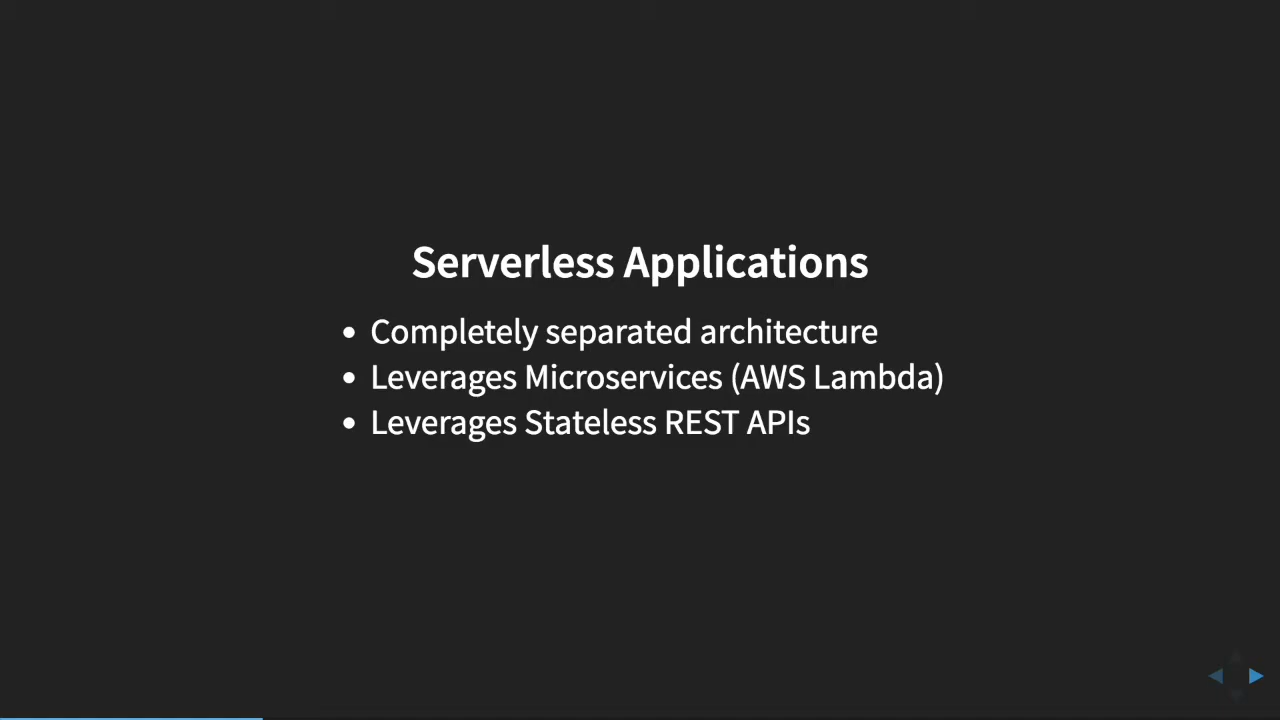 Serverless Applications
• Completely separated architecture
• Leverages Microservices (AWS Lambda)
• Leverages Stateless REST APIs